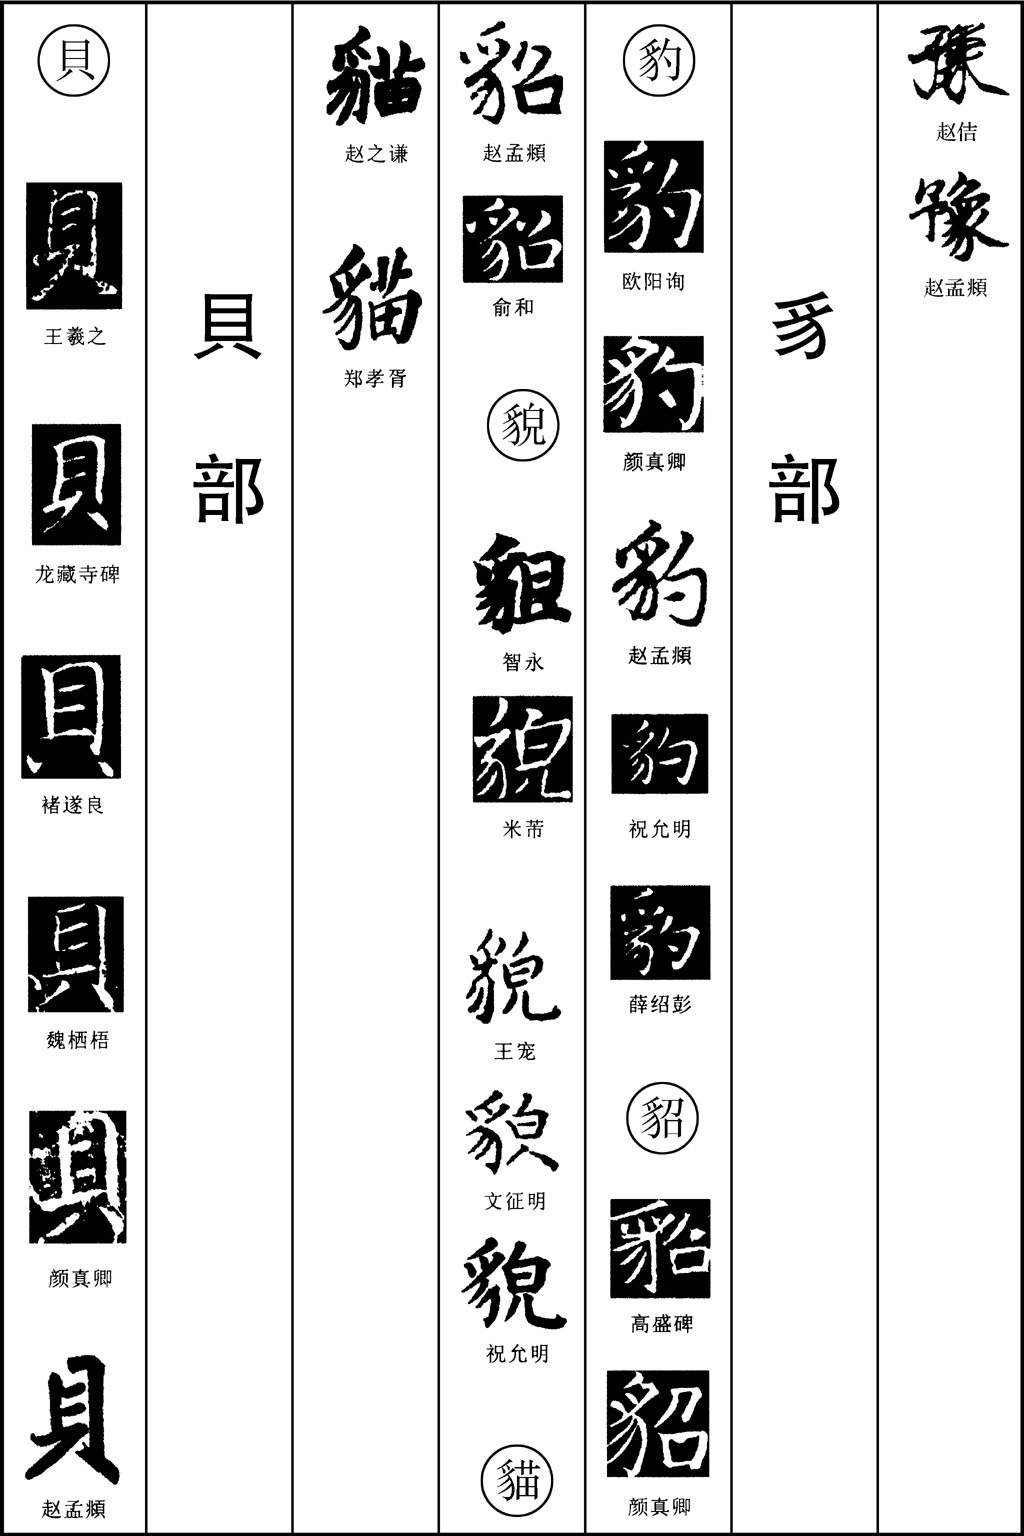 豫
赵佶
豫
赵孟頫
豸部
豹
豹
欧阳询
豹
颜真卿
豹
赵孟頫
豹
祝允明
豹
薛绍彭
貂
貂
高盛碑
貂
颜真卿
貂
赵孟頫
貂
俞和
貌
智永
貌
米芾
貌
王宠
貌
文征明
貌
祝允明
貓
貓
赵之谦
貓
郑孝胥
貝部
貝
貝
王羲之
貝
龙藏寺碑
貝
褚遂良
貝
魏栖梧
貝
颜真卿
貝
赵孟頫